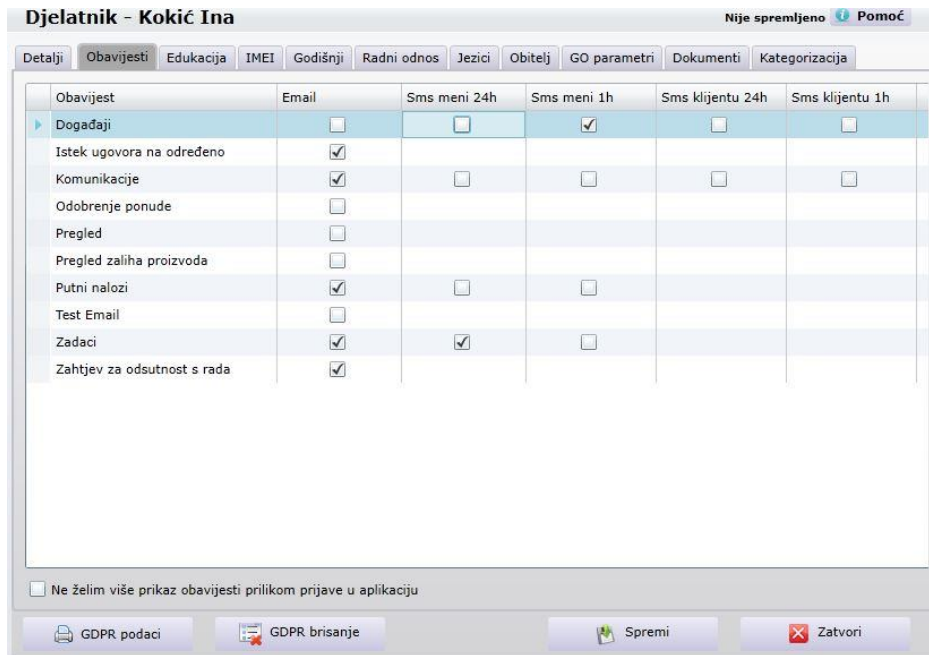 Djelatnik - Kokić Ina
Nije spremljeno Pomoć
Detalji Obavijesti Edukacija IMEI Godišnji Radni odnos Jezici Obitelj GO parametri Dokumenti Kategorizacija
Obavijest Email Sms meni 24h Sms meni 1h Sms klijentu 24h Sms klijentu 1h
Događaji
Istek ugovora na određeno
Komunikacije
Odobrenje ponude
Pregled
Pregled zaliha proizvoda
Putni nalozi
Test Email
Zadaci
Zahtjev za odsutnost s rada
Ne želim više prikaz obavijesti prilikom prijave u aplikaciju
GDPR podaci GDPR brisanje Spremi Zatvori